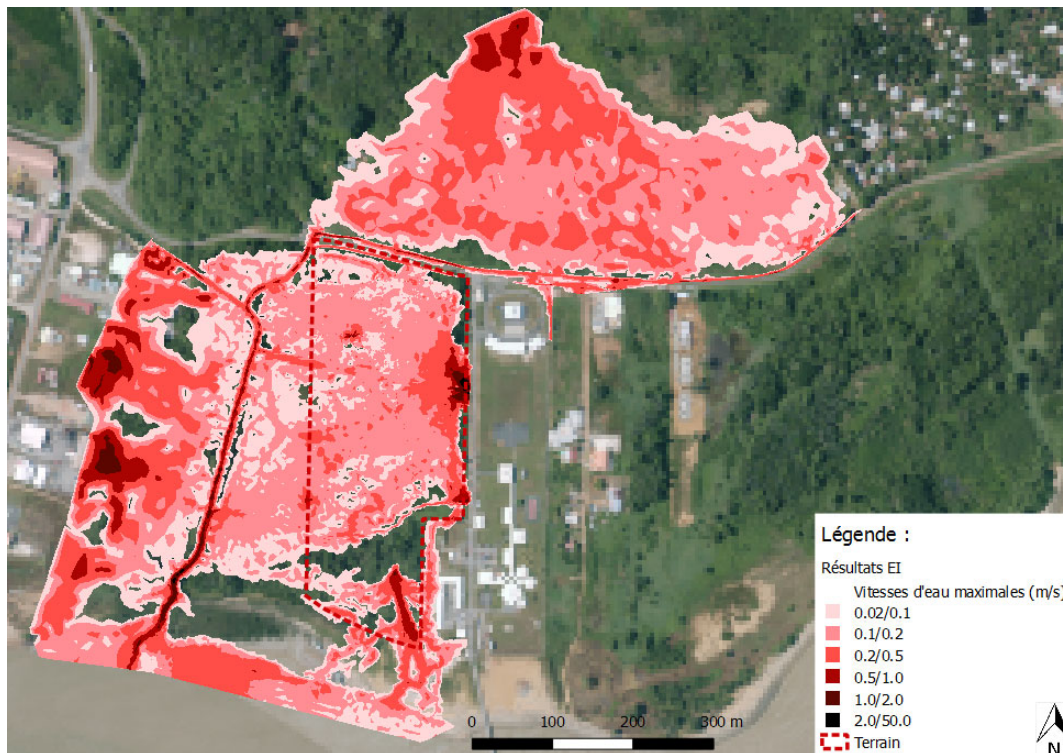 Légende :
Résultats EI
Vitesses d'eau maximales (m/s)
0.02/0.1
0.1/0.2
0.2/0.5
0.5/1.0
1.0/2.0
2.0/50.0
Terrain
0 100 200 300 m
N